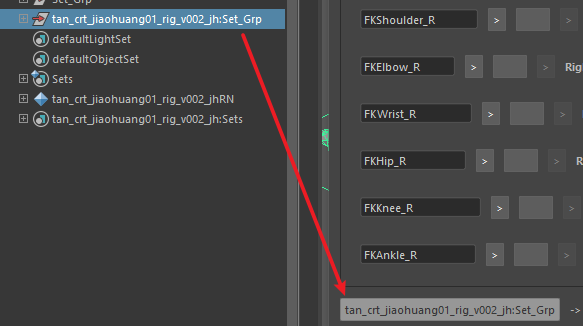 Set_Grp
tan_crt_jiaohuang01_rig_v002_jh:Set_Grp
defaultLightSet
defaultObjectSet
Sets
tan_crt_jiaohuang01_rig_v002_jhRN
tan_crt_jiaohuang01_rig_v002_jh:Sets
FKShoulder_R > >
FKElbow_R > > Rig
FKWrist_R > >
FKHip_R > > R
FKKnee_R > >
FKAnkle_R > >
tan_crt_jiaohuang01_rig_v002_jh:Set_Grp ->